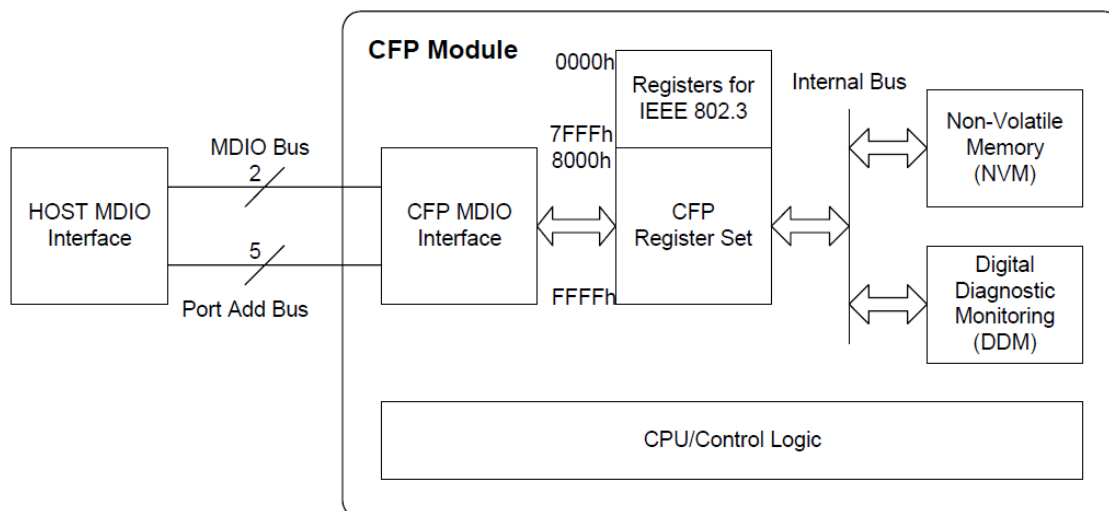 CFP Module
0000h
Registers for
IEEE 802.3
7FFFh
8000h
Internal Bus
Non-Volatile
Memory
(NVM)
MDIO Bus
2
HOST MDIO
Interface
5
Port Add Bus
CFP MDIO
Interface
CFP
Register Set
FFFFh
Digital
Diagnostic
Monitoring
(DDM)
CPU/Control Logic